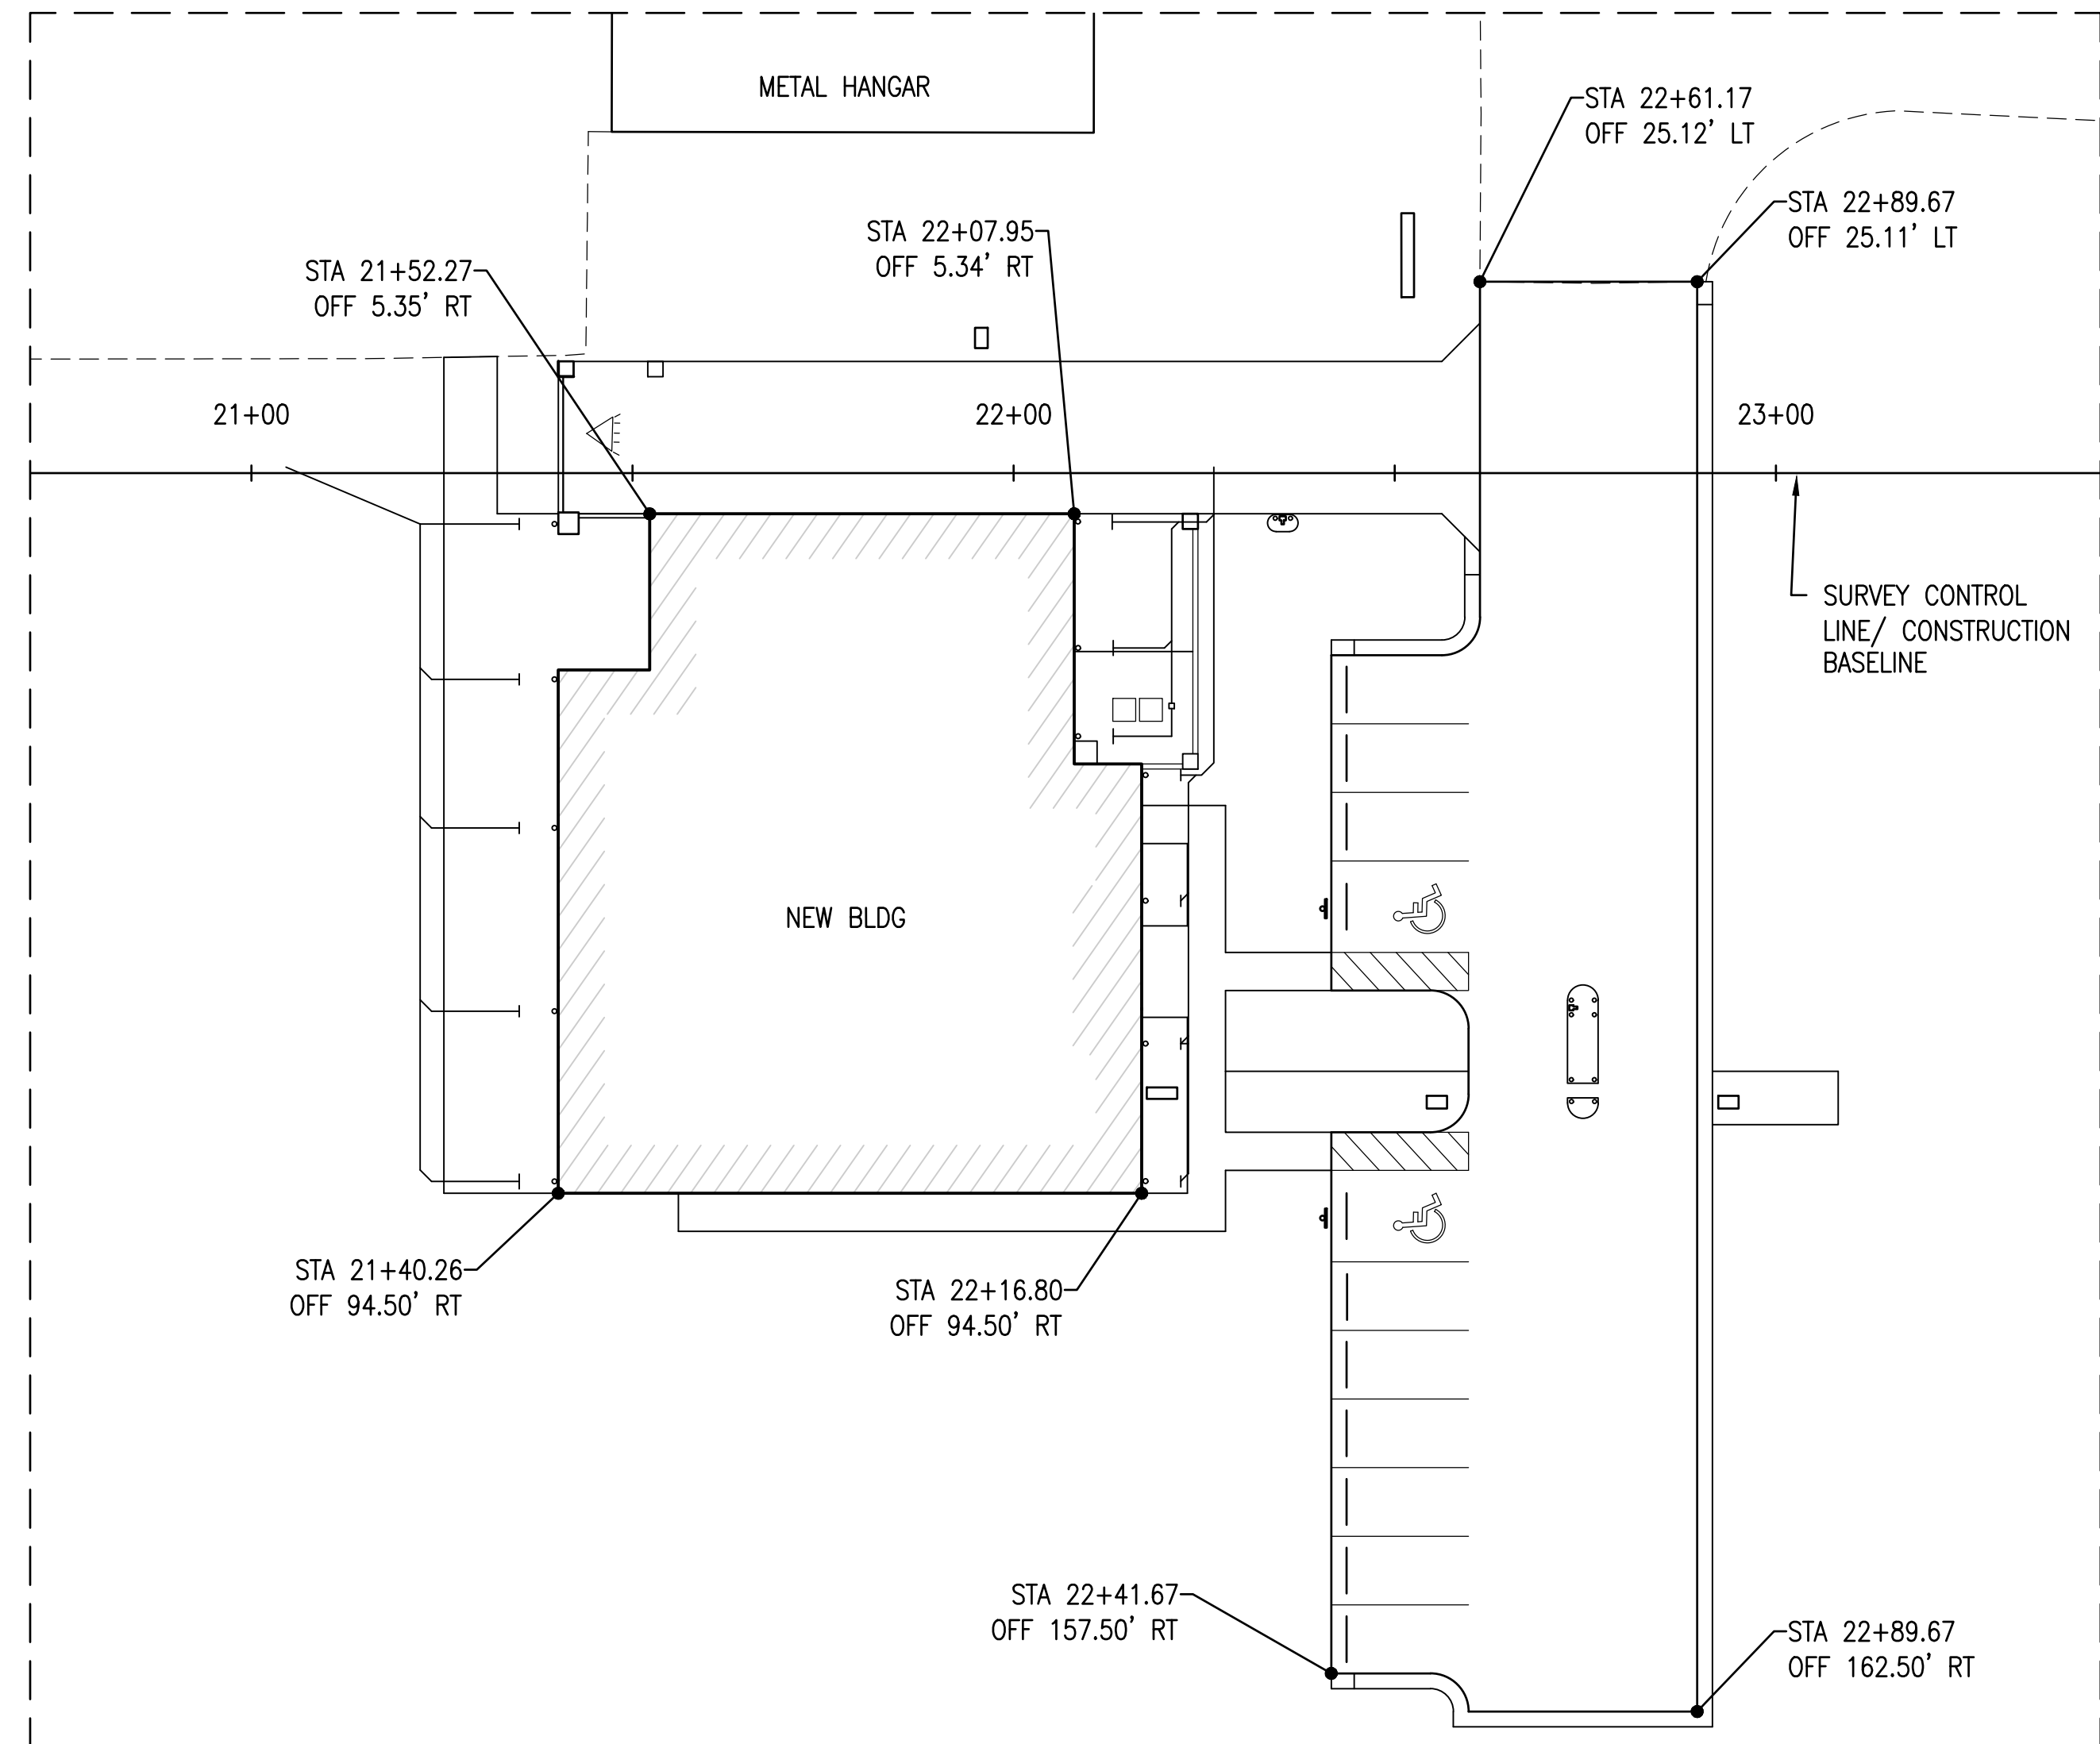 METAL HANGAR
STA 22+61.17
OFF 25.12' LT
STA 22+89.67
OFF 25.11' LT
STA 22+07.95
OFF 5.34' RT
STA 21+52.27
OFF 5.35' RT
21+00
22+00
23+00
SURVEY CONTROL
LINE/ CONSTRUCTION
BASELINE
NEW BLDG
STA 21+40.26
OFF 94.50' RT
STA 22+16.80
OFF 94.50' RT
STA 22+41.67
OFF 157.50' RT
STA 22+89.67
OFF 162.50' RT